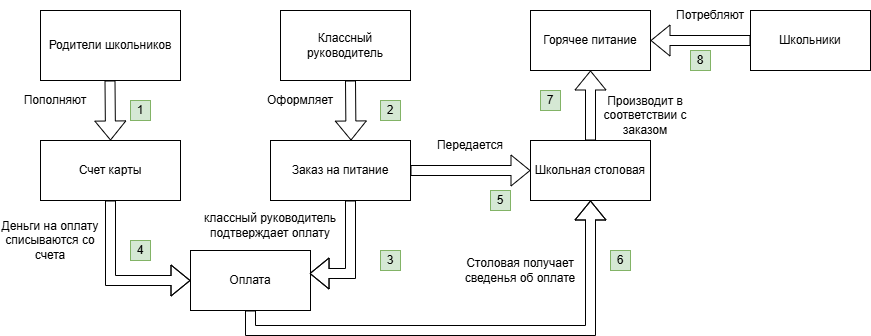 Родители школьников
Классный
руководитель
Горячее питание
Потребляют
Школьники
8
Пополняют
1
Оформляет
2
7
Производит в
соответствии с
заказом
Счет карты
Заказ на питание
Передается
5
Школьная столовая
Деньги на оплату
списываются со
счета
4
классный руководитель
подтверждает оплату
3
Оплата
Столовая получает
сведенья об оплате
6